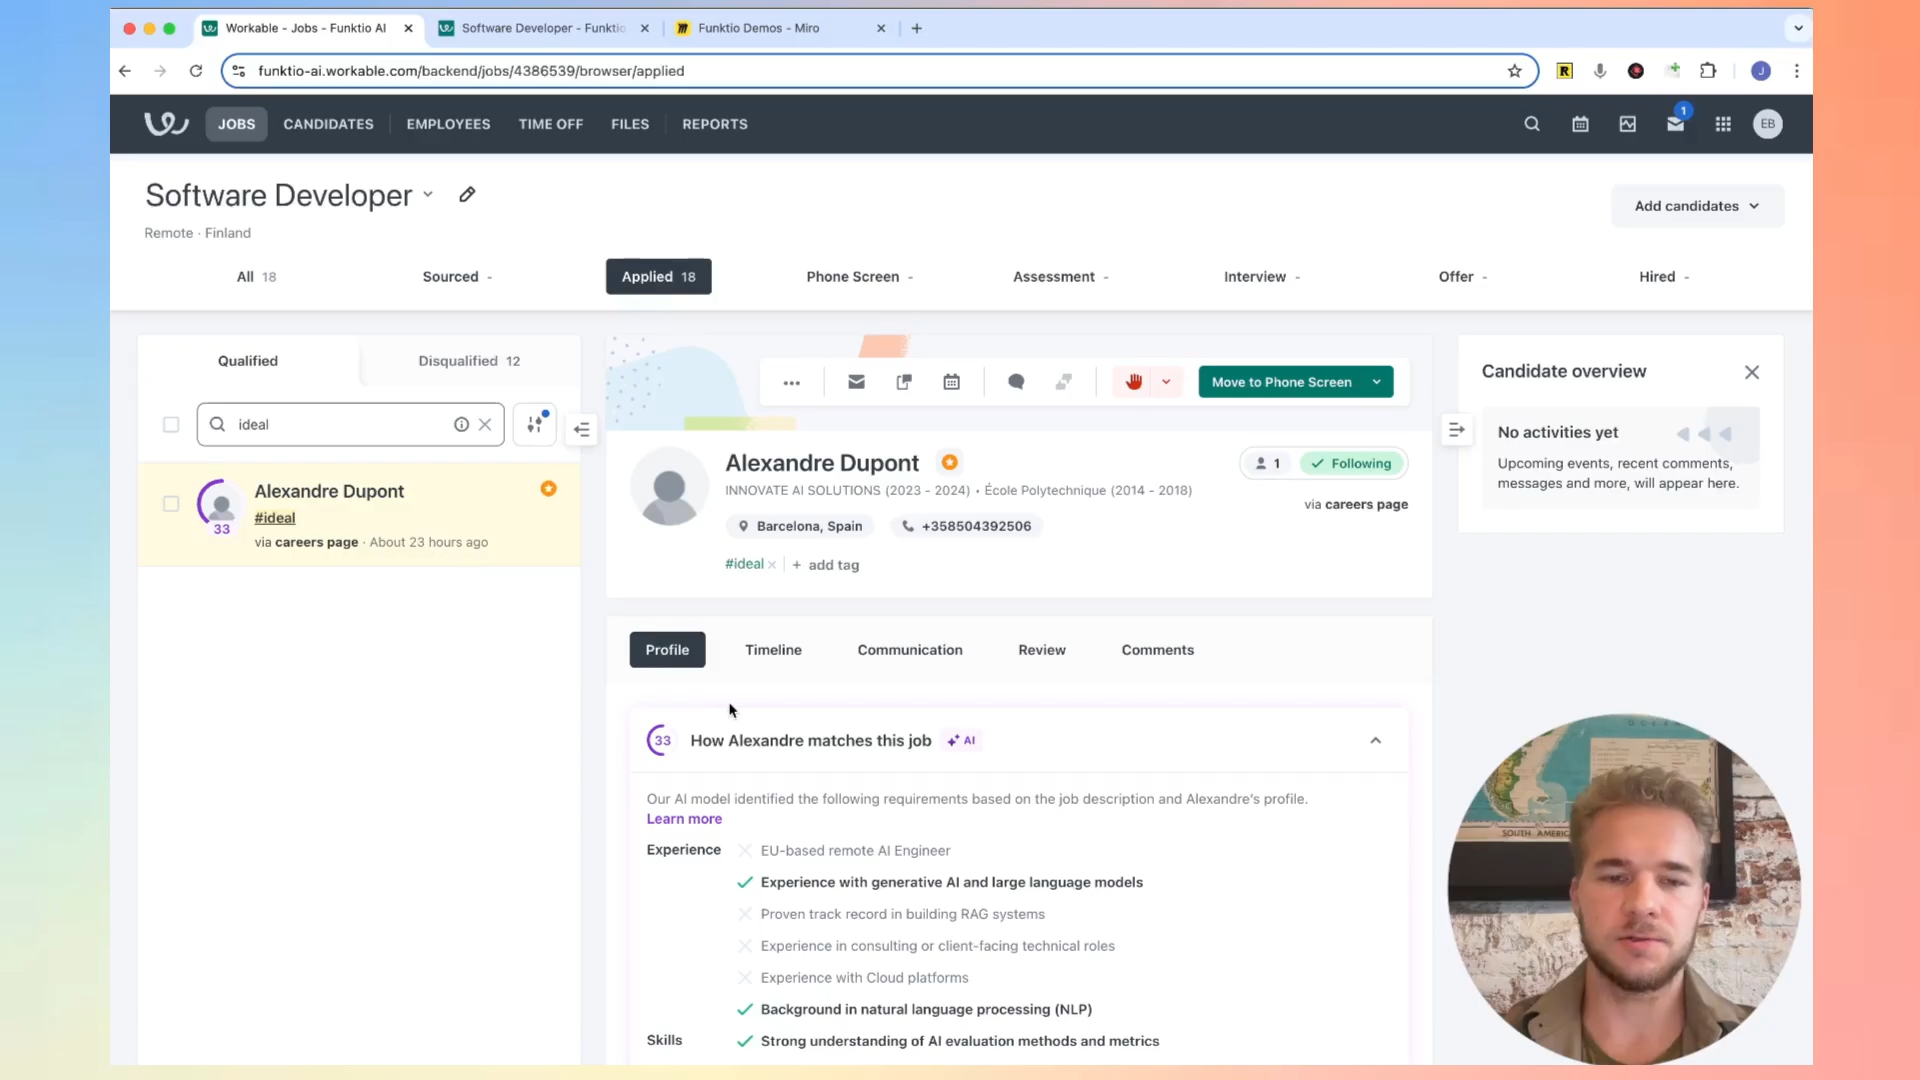 Workable - Jobs - Funktio AI
Software Developer - Funktio
Funktio Demos - Miro
funktio-ai.workable.com/backend/jobs/4386539/browser/applied
R
J
JOBS
CANDIDATES
EMPLOYEES
TIME OFF
FILES
REPORTS
1
EB
Software Developer
Remote · Finland
Add candidates
All 18
Sourced -
Applied 18
Phone Screen -
Assessment -
Interview -
Offer -
Hired -
Qualified
Disqualified 12
ideal
Alexandre Dupont
#ideal
33
via careers page · About 23 hours ago
Move to Phone Screen
Alexandre Dupont
1
Following
INNOVATE AI SOLUTIONS (2023 - 2024) • École Polytechnique (2014 - 2018)
via careers page
Barcelona, Spain
+358504392506
#ideal × + add tag
Candidate overview
No activities yet
Upcoming events, recent comments,
messages and more, will appear here.
Profile
Timeline
Communication
Review
Comments
33
How Alexandre matches this job
AI
Our AI model identified the following requirements based on the job description and Alexandre's profile.
Learn more
Experience
EU-based remote AI Engineer
Experience with generative AI and large language models
Proven track record in building RAG systems
Experience in consulting or client-facing technical roles
Experience with Cloud platforms
Background in natural language processing (NLP)
Skills
Strong understanding of AI evaluation methods and metrics
SOUTH AMERIC